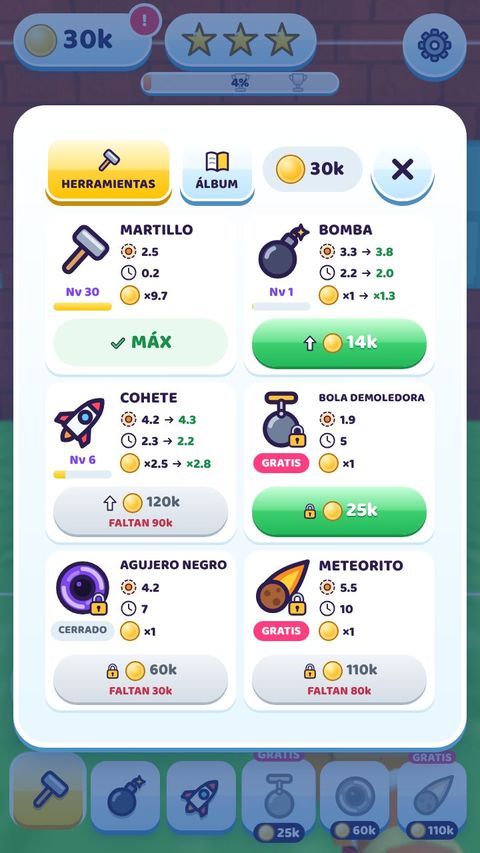 30k
!
4%
HERRAMIENTAS
ÁLBUM
30k
MARTILLO
2.5
0.2
Nv 30
×9.7
MÁX
BOMBA
3.3 → 3.8
2.2 → 2.0
Nv 1
×1 → ×1.3
14k
COHETE
4.2 → 4.3
2.3 → 2.2
Nv 6
×2.5 → ×2.8
120k
FALTAN 90k
BOLA DEMOLEDORA
1.9
5
GRATIS
×1
25k
AGUJERO NEGRO
4.2
7
CERRADO
×1
60k
FALTAN 30k
METEORITO
5.5
10
GRATIS
×1
110k
FALTAN 80k
GRATIS
GRATIS
25k
60k
110k